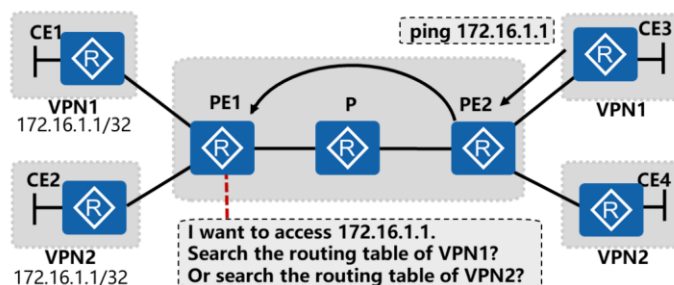 CE1
ping 172.16.1.1
CE3
R
R
VPN1
172.16.1.1/32
PE1
P
PE2
VPN1
R
R
R
CE2
CE4
R
R
VPN2
172.16.1.1/32
I want to access 172.16.1.1.
Search the routing table of VPN1?
Or search the routing table of VPN2?
VPN2